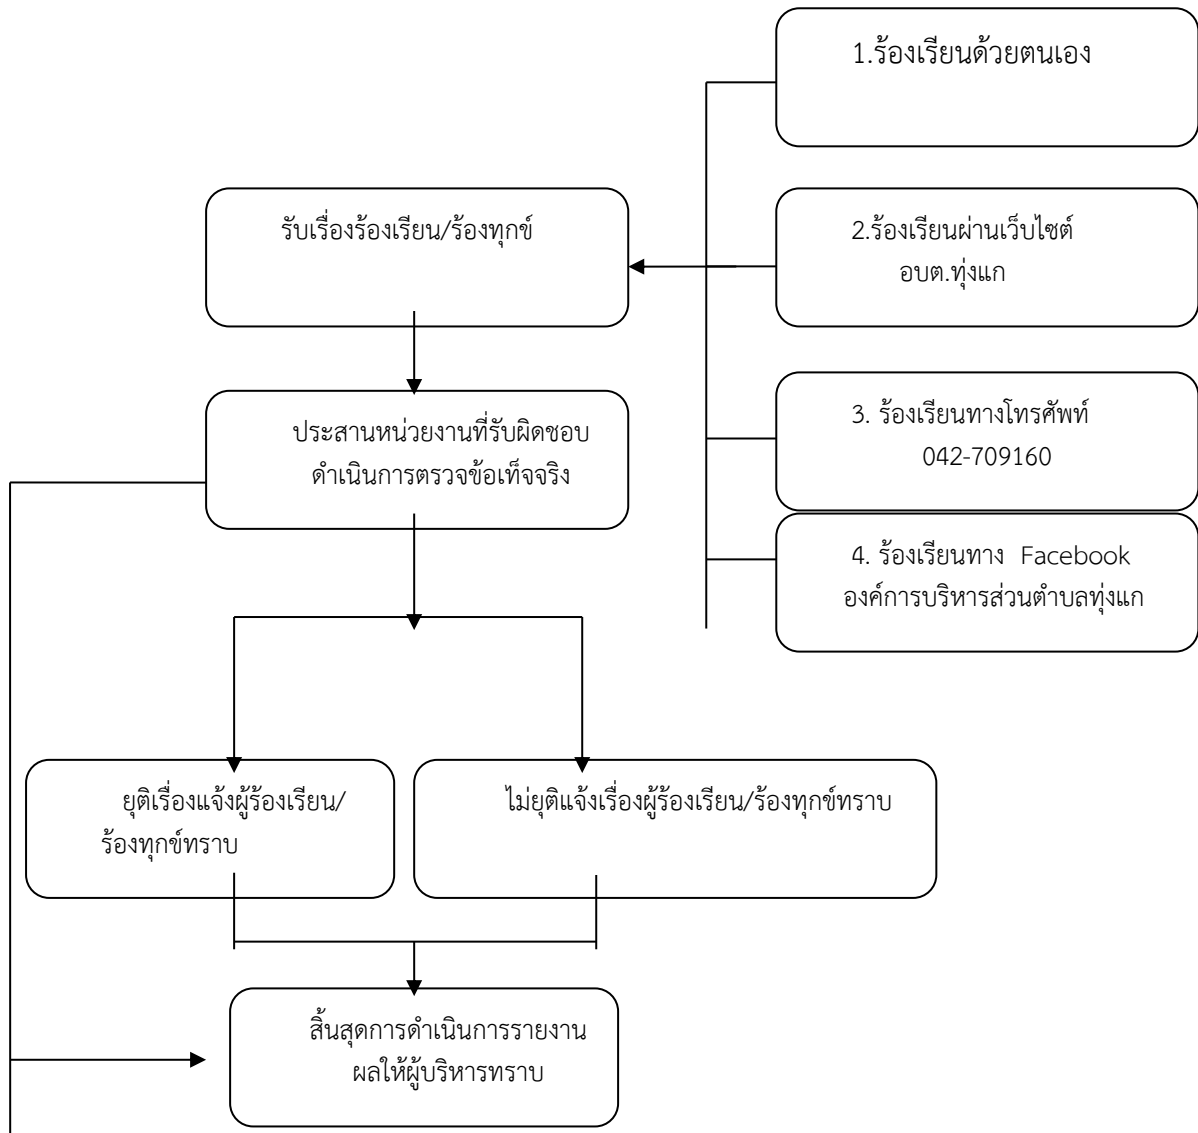 1.ร้องเรียนด้วยตนเอง
รับเรื่องร้องเรียน/ร้องทุกข์
2.ร้องเรียนผ่านเว็บไซต์
อบต.ทุ่งแก
ประสานหน่วยงานที่รับผิดชอบ
ดำเนินการตรวจข้อเท็จจริง
3. ร้องเรียนทางโทรศัพท์
042-709160
4. ร้องเรียนทาง Facebook
องค์การบริหารส่วนตำบลทุ่งแก
ยุติเรื่องแจ้งผู้ร้องเรียน/
ร้องทุกข์ทราบ
ไม่ยุติแจ้งเรื่องผู้ร้องเรียน/ร้องทุกข์ทราบ
สิ้นสุดการดำเนินการรายงาน
ผลให้ผู้บริหารทราบ